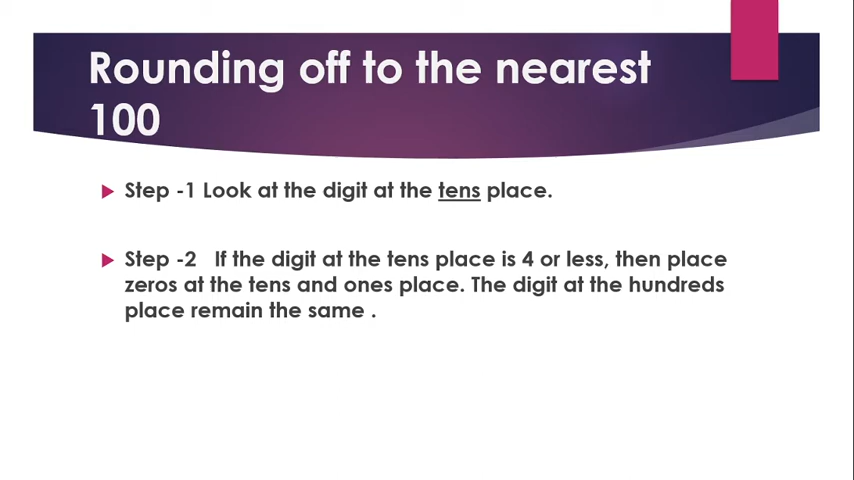 Rounding off to the nearest
100
Step -1 Look at the digit at the tens place.
Step -2 If the digit at the tens place is 4 or less, then place
zeros at the tens and ones place. The digit at the hundreds
place remain the same .